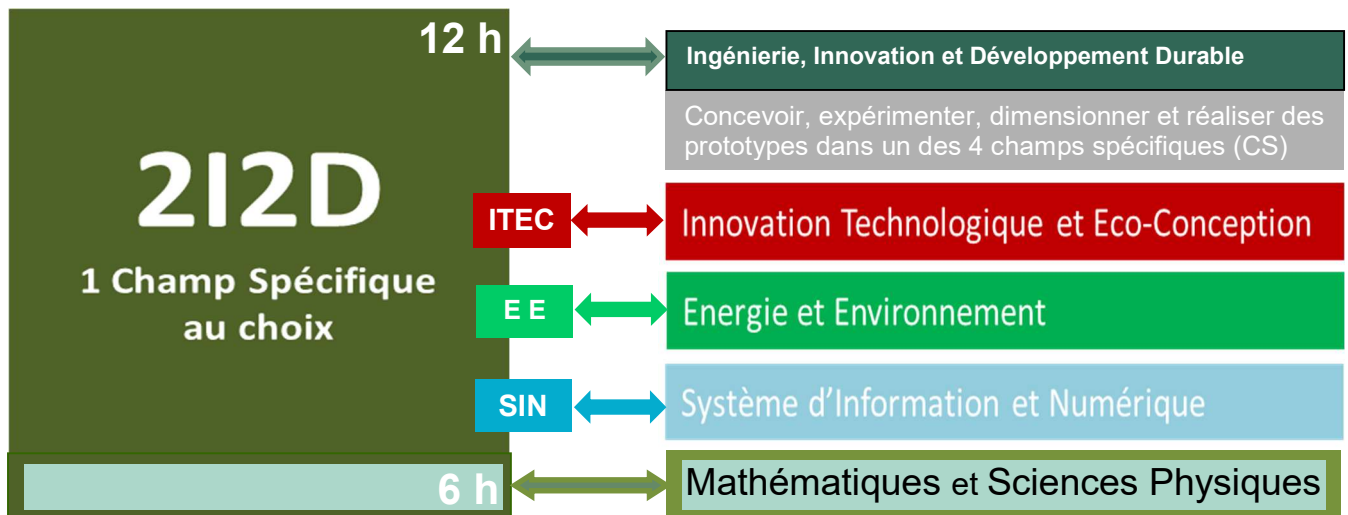 12 h
Ingénierie, Innovation et Développement Durable
Concevoir, expérimenter, dimensionner et réaliser des
prototypes dans un des 4 champs spécifiques (CS)
2I2D
1 Champ Spécifique
au choix
ITEC
Innovation Technologique et Eco-Conception
E E
Energie et Environnement
SIN
Système d'Information et Numérique
6 h
Mathématiques et Sciences Physiques